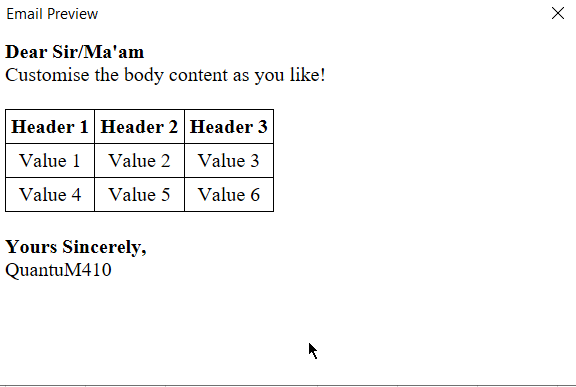 Email Preview
Dear Sir/Ma'am
Customise the body content as you like!
Header 1 Header 2 Header 3
Value 1 Value 2 Value 3
Value 4 Value 5 Value 6
Yours Sincerely,
QuantuM410